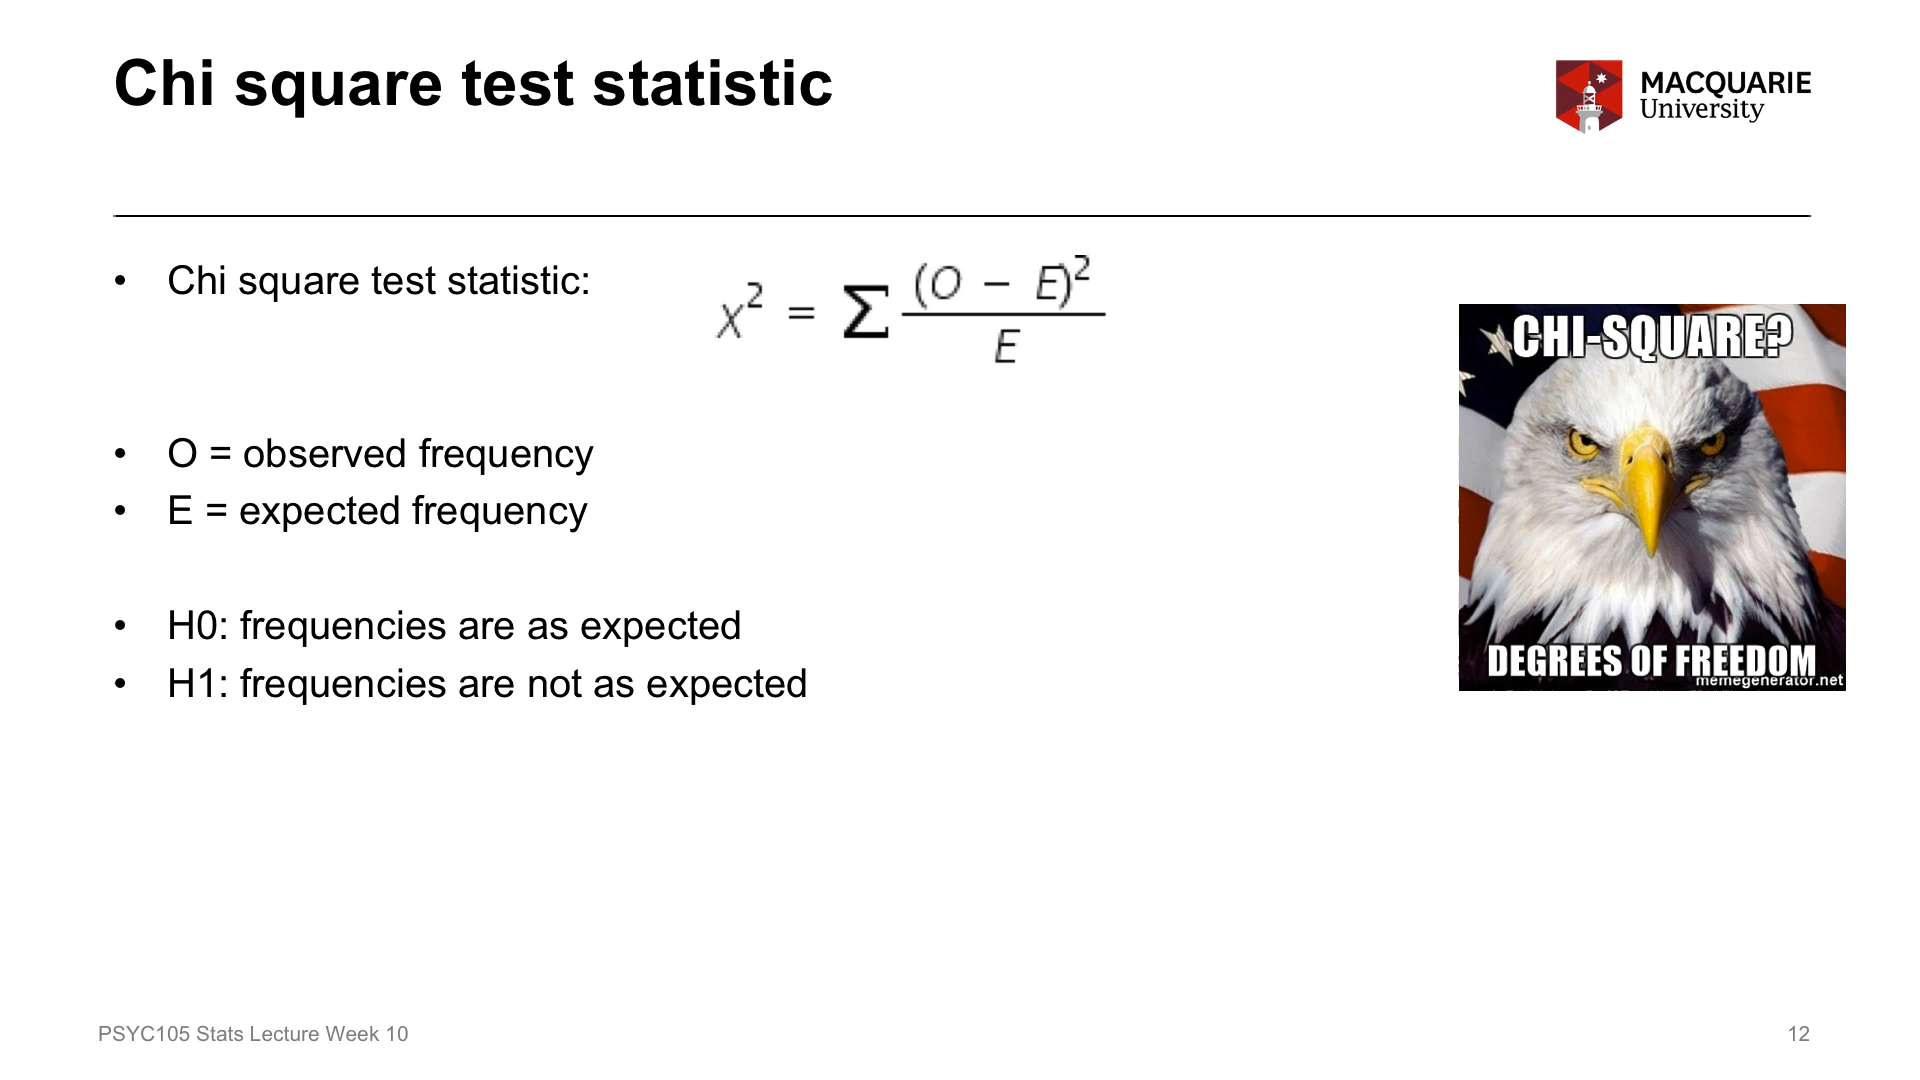 Chi square test statistic
MACQUARIE
University
• Chi square test statistic:
x² = Σ (O − E)² / E
• O = observed frequency
• E = expected frequency
• H0: frequencies are as expected
• H1: frequencies are not as expected
CHI-SQUARE?
DEGREES OF FREEDOM
memegenerator.net
PSYC105 Stats Lecture Week 10
12